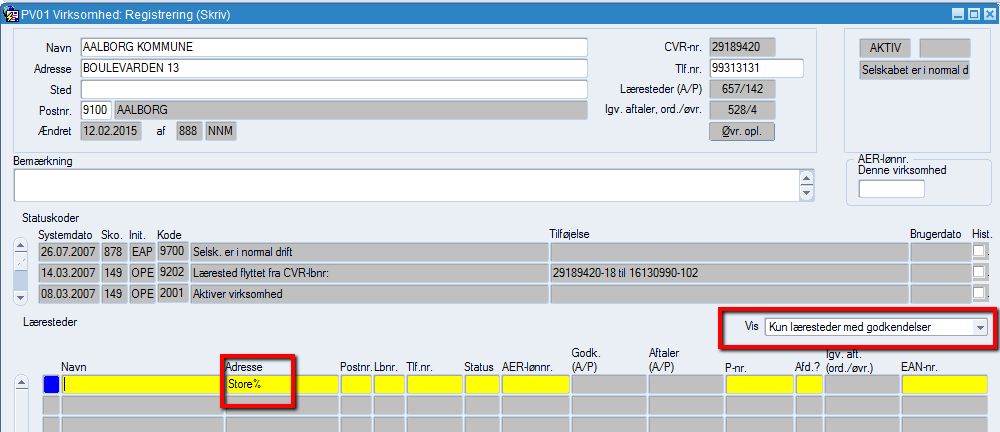 PV01 Virksomhed: Registrering (Skriv)
Navn AALBORG KOMMUNE CVR-nr. 29189420 AKTIV
Adresse BOULEVARDEN 13 Tlf.nr. 99313131 Selskabet er i normal d
Sted Læresteder (A/P) 657/142
Postnr. 9100 AALBORG Igv. aftaler, ord./øvr. 528/4
Ændret 12.02.2015 af 888 NNM Øvr. opl.
Bemærkning AER-lønnr.
Denne virksomhed
Statuskoder
Systemdato Sko. Init. Kode Tilføjelse Brugerdato Hist.
26.07.2007 878 EAP 9700 Selsk. er i normal drift
14.03.2007 149 OPE 9202 Lærested flyttet fra CVR-lbnr: 29189420-18 til 16130990-102
08.03.2007 149 OPE 2001 Aktiver virksomhed
Læresteder Vis Kun læresteder med godkendelser
Navn Adresse Postnr. Lbnr. Tlf.nr. Status AER-lønnr. Godk. (A/P) Aftaler (A/P) P-nr. Afd.? Igv. aft. (ord./øvr.) EAN-nr.
Store%